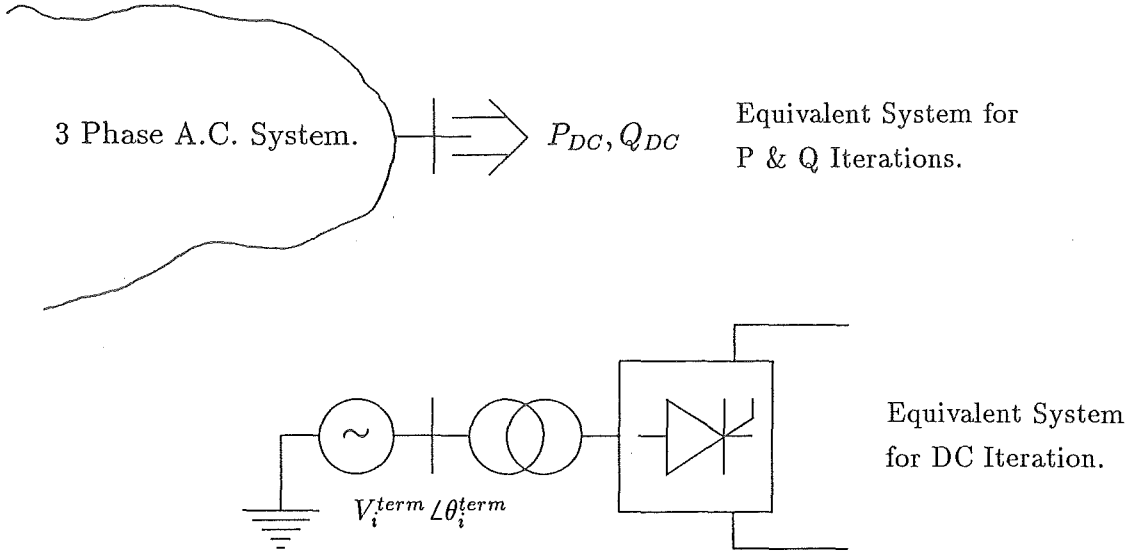 3 Phase A.C. System.
P_{DC}, Q_{DC}
Equivalent System for
P & Q Iterations.
~
V_i^{term} ∠θ_i^{term}
Equivalent System
for DC Iteration.